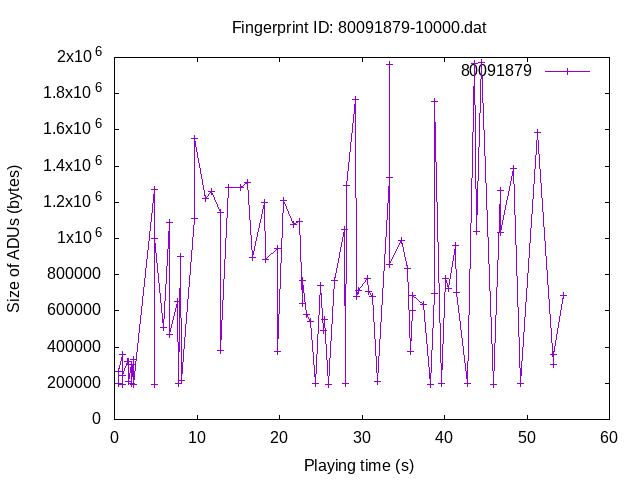 Fingerprint ID: 80091879-10000.dat
2x10^6
80091879
1.8x10^6
1.6x10^6
1.4x10^6
1.2x10^6
1x10^6
800000
600000
400000
200000
0
Size of ADUs (bytes)
0 10 20 30 40 50 60
Playing time (s)